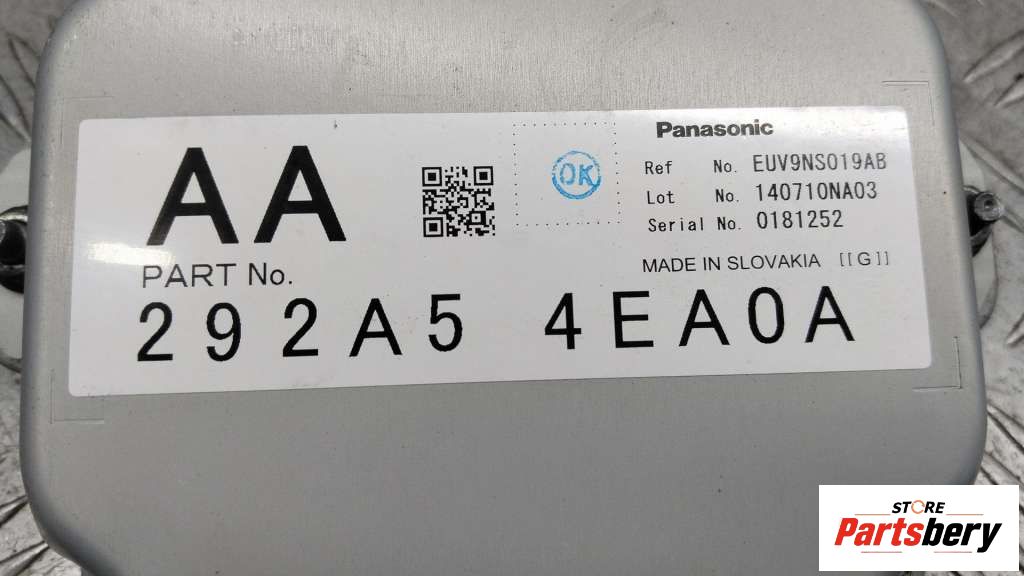 AA
PART No.
292A5 4EA0A
OK
Panasonic
Ref No. EUV9NS019AB
Lot No. 140710NA03
Serial No. 0181252
MADE IN SLOVAKIA [[G]]
STORE
Partsbery